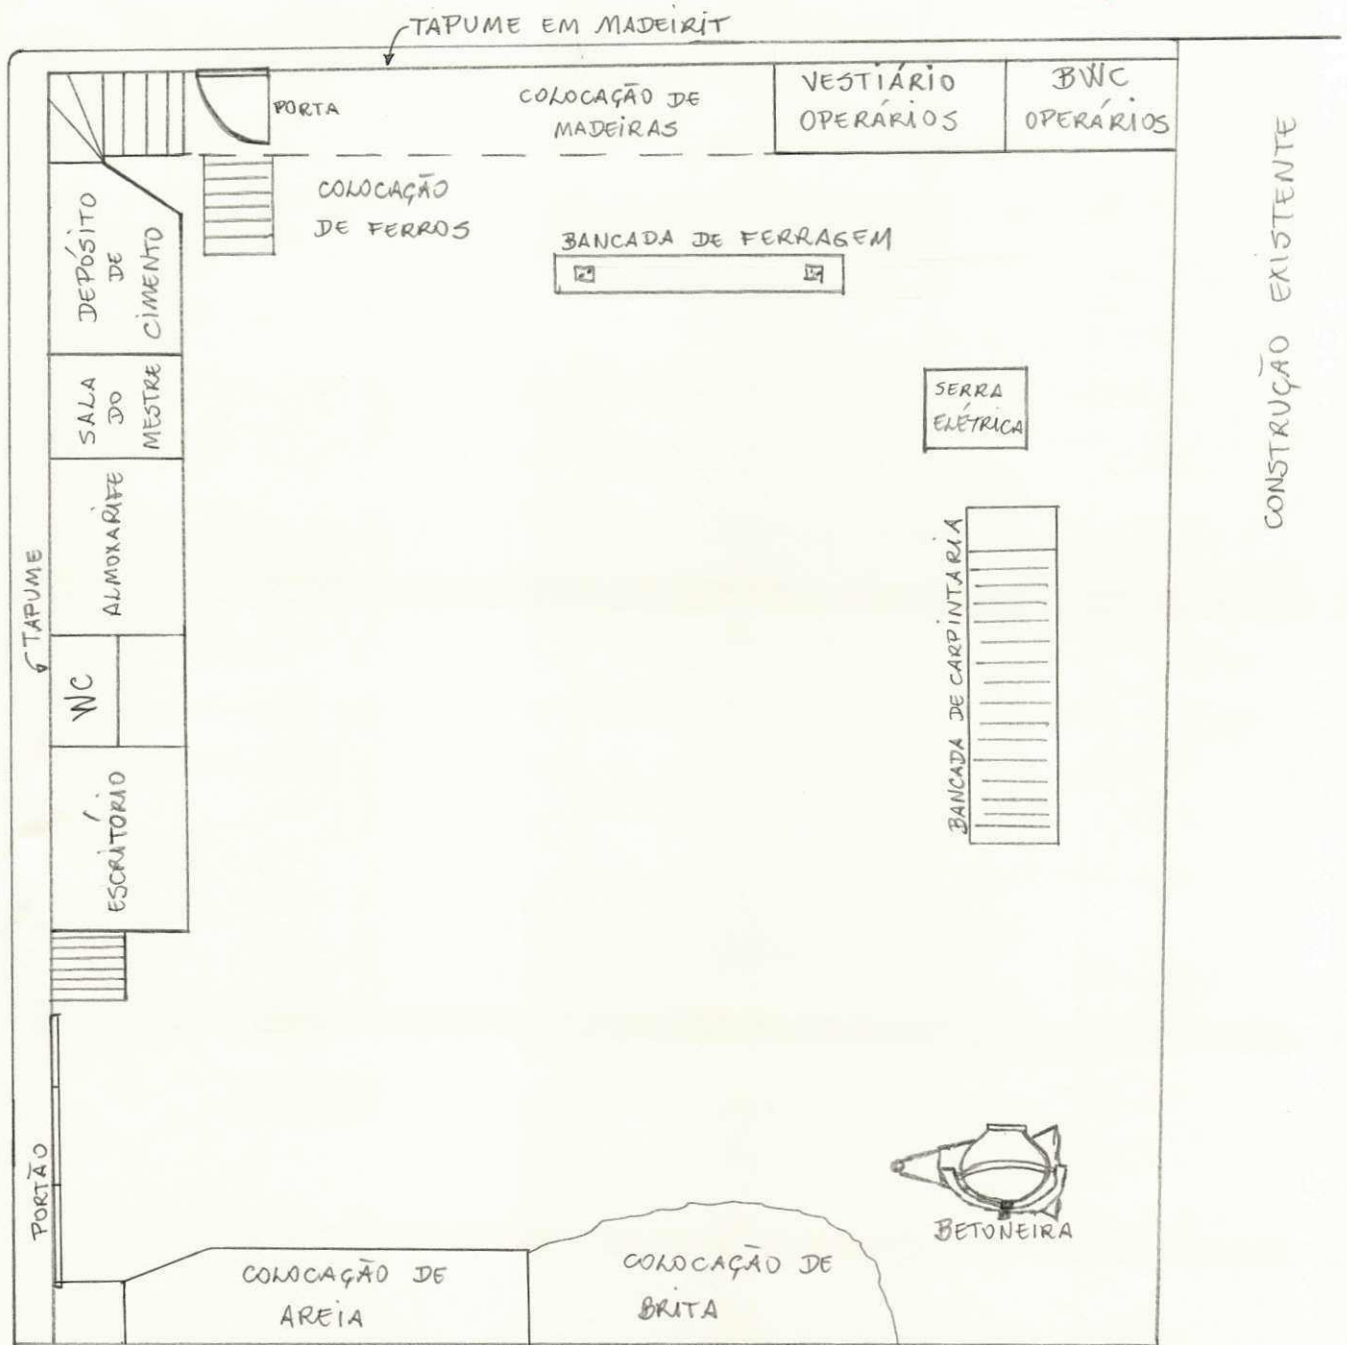 TAPUME EM MADEIRIT
PORTA
COLOCAÇÃO DE
MADEIRAS
VESTIÁRIO
OPERÁRIOS
BWC
OPERÁRIOS
COLOCAÇÃO
DE FERROS
BANCADA DE FERRAGEM
DEPÓSITO
DE
CIMENTO
SALA
DO
MESTRE
SERRA
ELÉTRICA
CONSTRUÇÃO EXISTENTE
ALMOXARIFE
TAPUME
WC
BANCADA DE CARPINTARIA
ESCRITÓRIO
PORTÃO
BETONEIRA
COLOCAÇÃO DE
AREIA
COLOCAÇÃO DE
BRITA